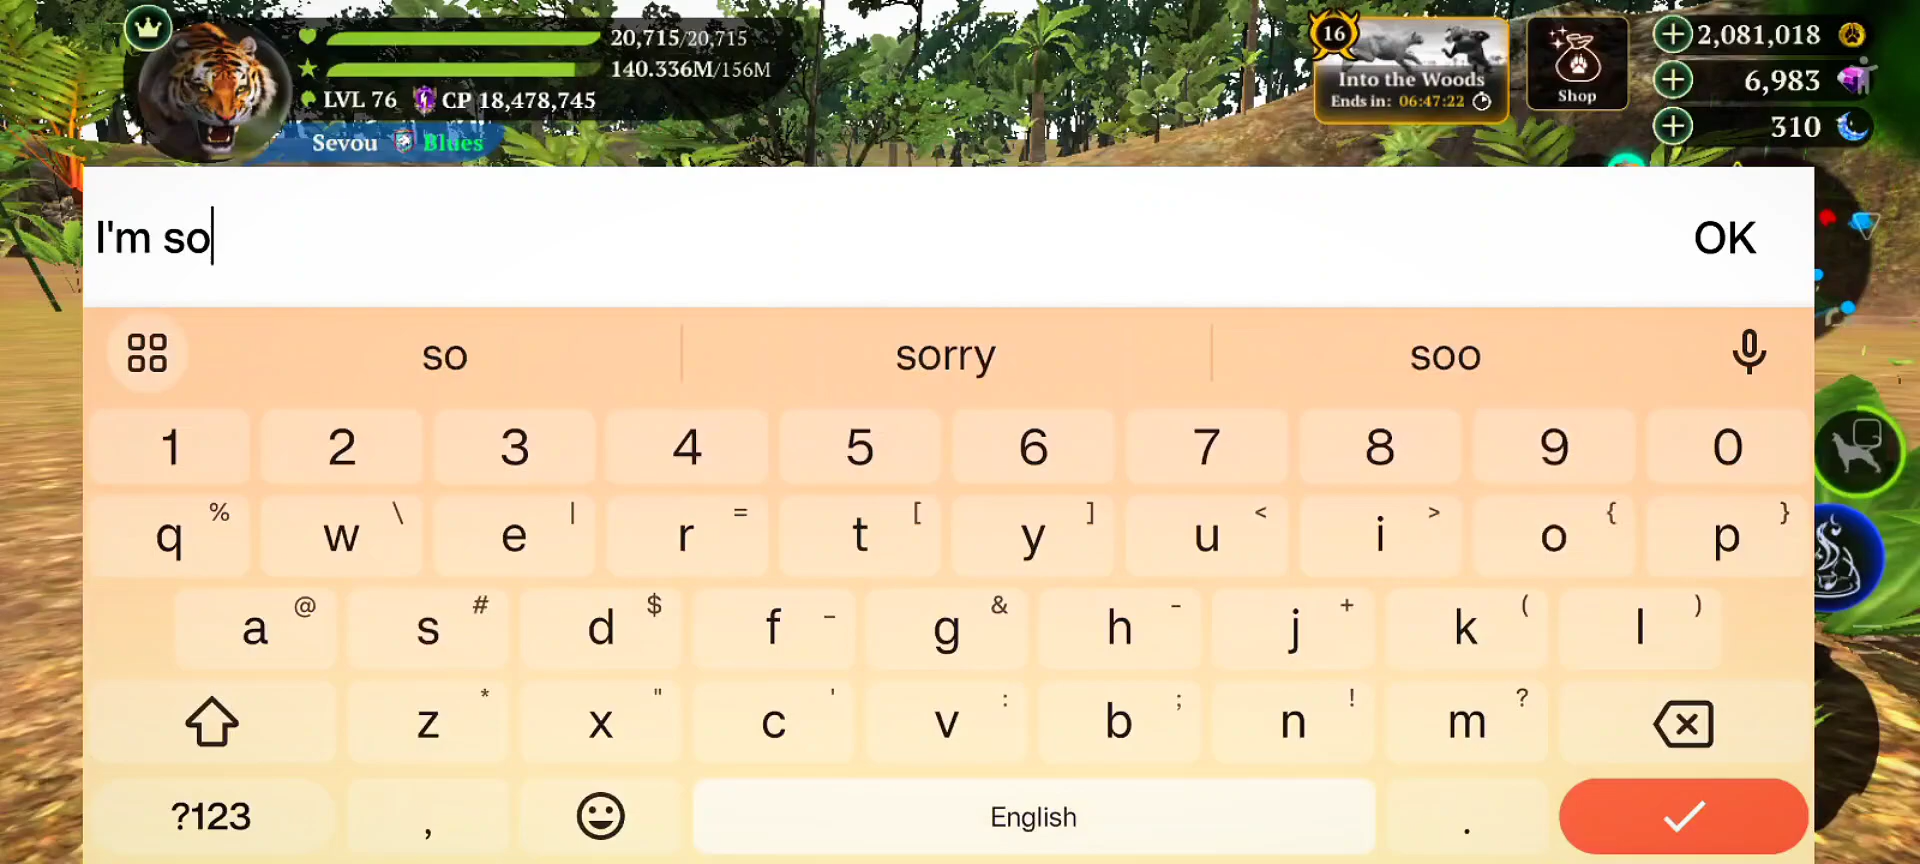 20,715/20,715
140.336M/156M
LVL 76 CP 18,478,745
Sevou Blues
16
Into the Woods
Ends in: 06:47:22
Shop
2,081,018
6,983
310
I'm so
OK
so sorry soo
1 2 3 4 5 6 7 8 9 0
% \ | = [ ] < > { }
q w e r t y u i o p
@ # $ _ & - + ( )
a s d f g h j k l
* " ' : ; ! ?
z x c v b n m
?123 , English .